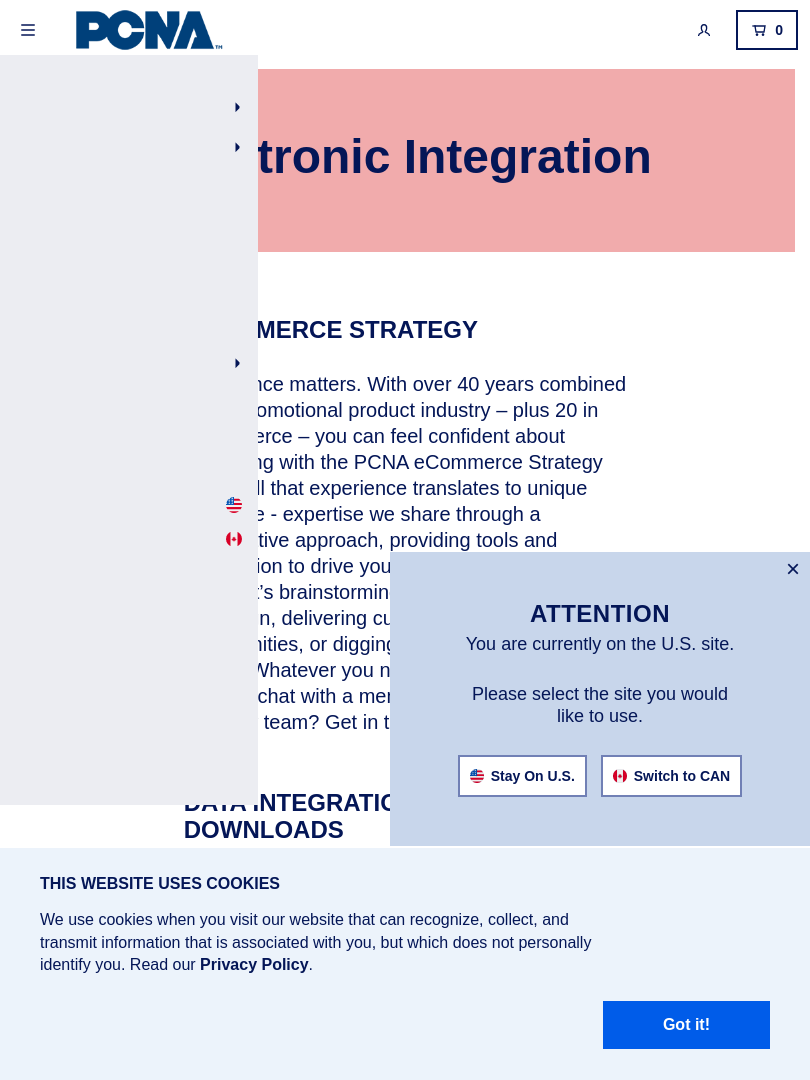 PCNA™
0
tronic Integration
MERCE STRATEGY
nce matters. With over 40 years combined
omotional product industry – plus 20 in
erce – you can feel confident about
ng with the PCNA eCommerce Strategy
ll that experience translates to unique
e - expertise we share through a
tive approach, providing tools and
ion to drive you
t’s brainstorming
n, delivering cu
nities, or digging
Whatever you n
chat with a mer
team? Get in t
DATA INTEGRATIO
DOWNLOADS
×
ATTENTION
You are currently on the U.S. site.
Please select the site you would
like to use.
Stay On U.S.
Switch to CAN
THIS WEBSITE USES COOKIES
We use cookies when you visit our website that can recognize, collect, and
transmit information that is associated with you, but which does not personally
identify you. Read our Privacy Policy.
Got it!